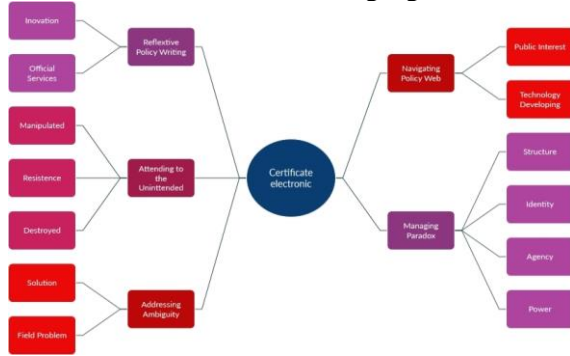 Inovation
Official
Services
Reflextive
Policy Writing
Manipulated
Resistence
Destroyed
Attending to
the
Uninttended
Solution
Field Problem
Addressing
Ambiguity
Certificate
electronic
Navigating
Policy Web
Public Interest
Technology
Developing
Managing
Paradox
Structure
Identity
Agency
Power